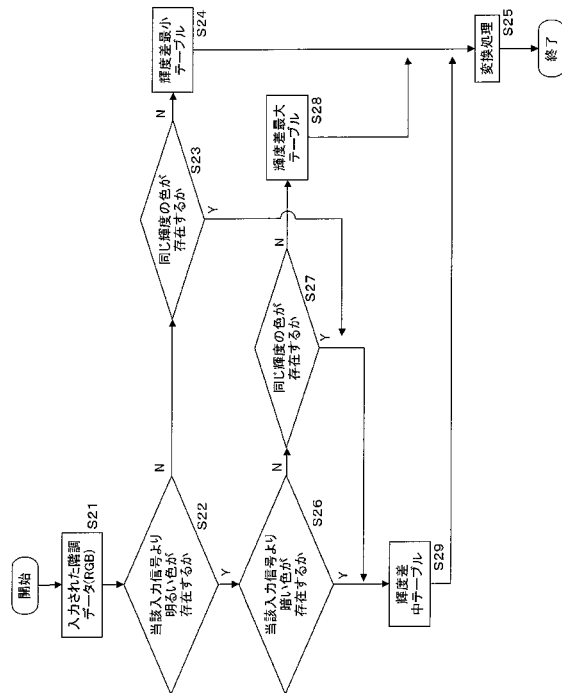 開始
入力された階調
データ(RGB)
S21
当該入力信号より
明るい色が
存在するか
S22
N
Y
同じ輝度の色が
存在するか
S23
N
Y
輝度差最小
テーブル
S24
当該入力信号より
暗い色が
存在するか
S26
N
Y
同じ輝度の色が
存在するか
S27
N
Y
輝度差最大
テーブル
S28
輝度差
中テーブル
S29
変換処理
S25
終了